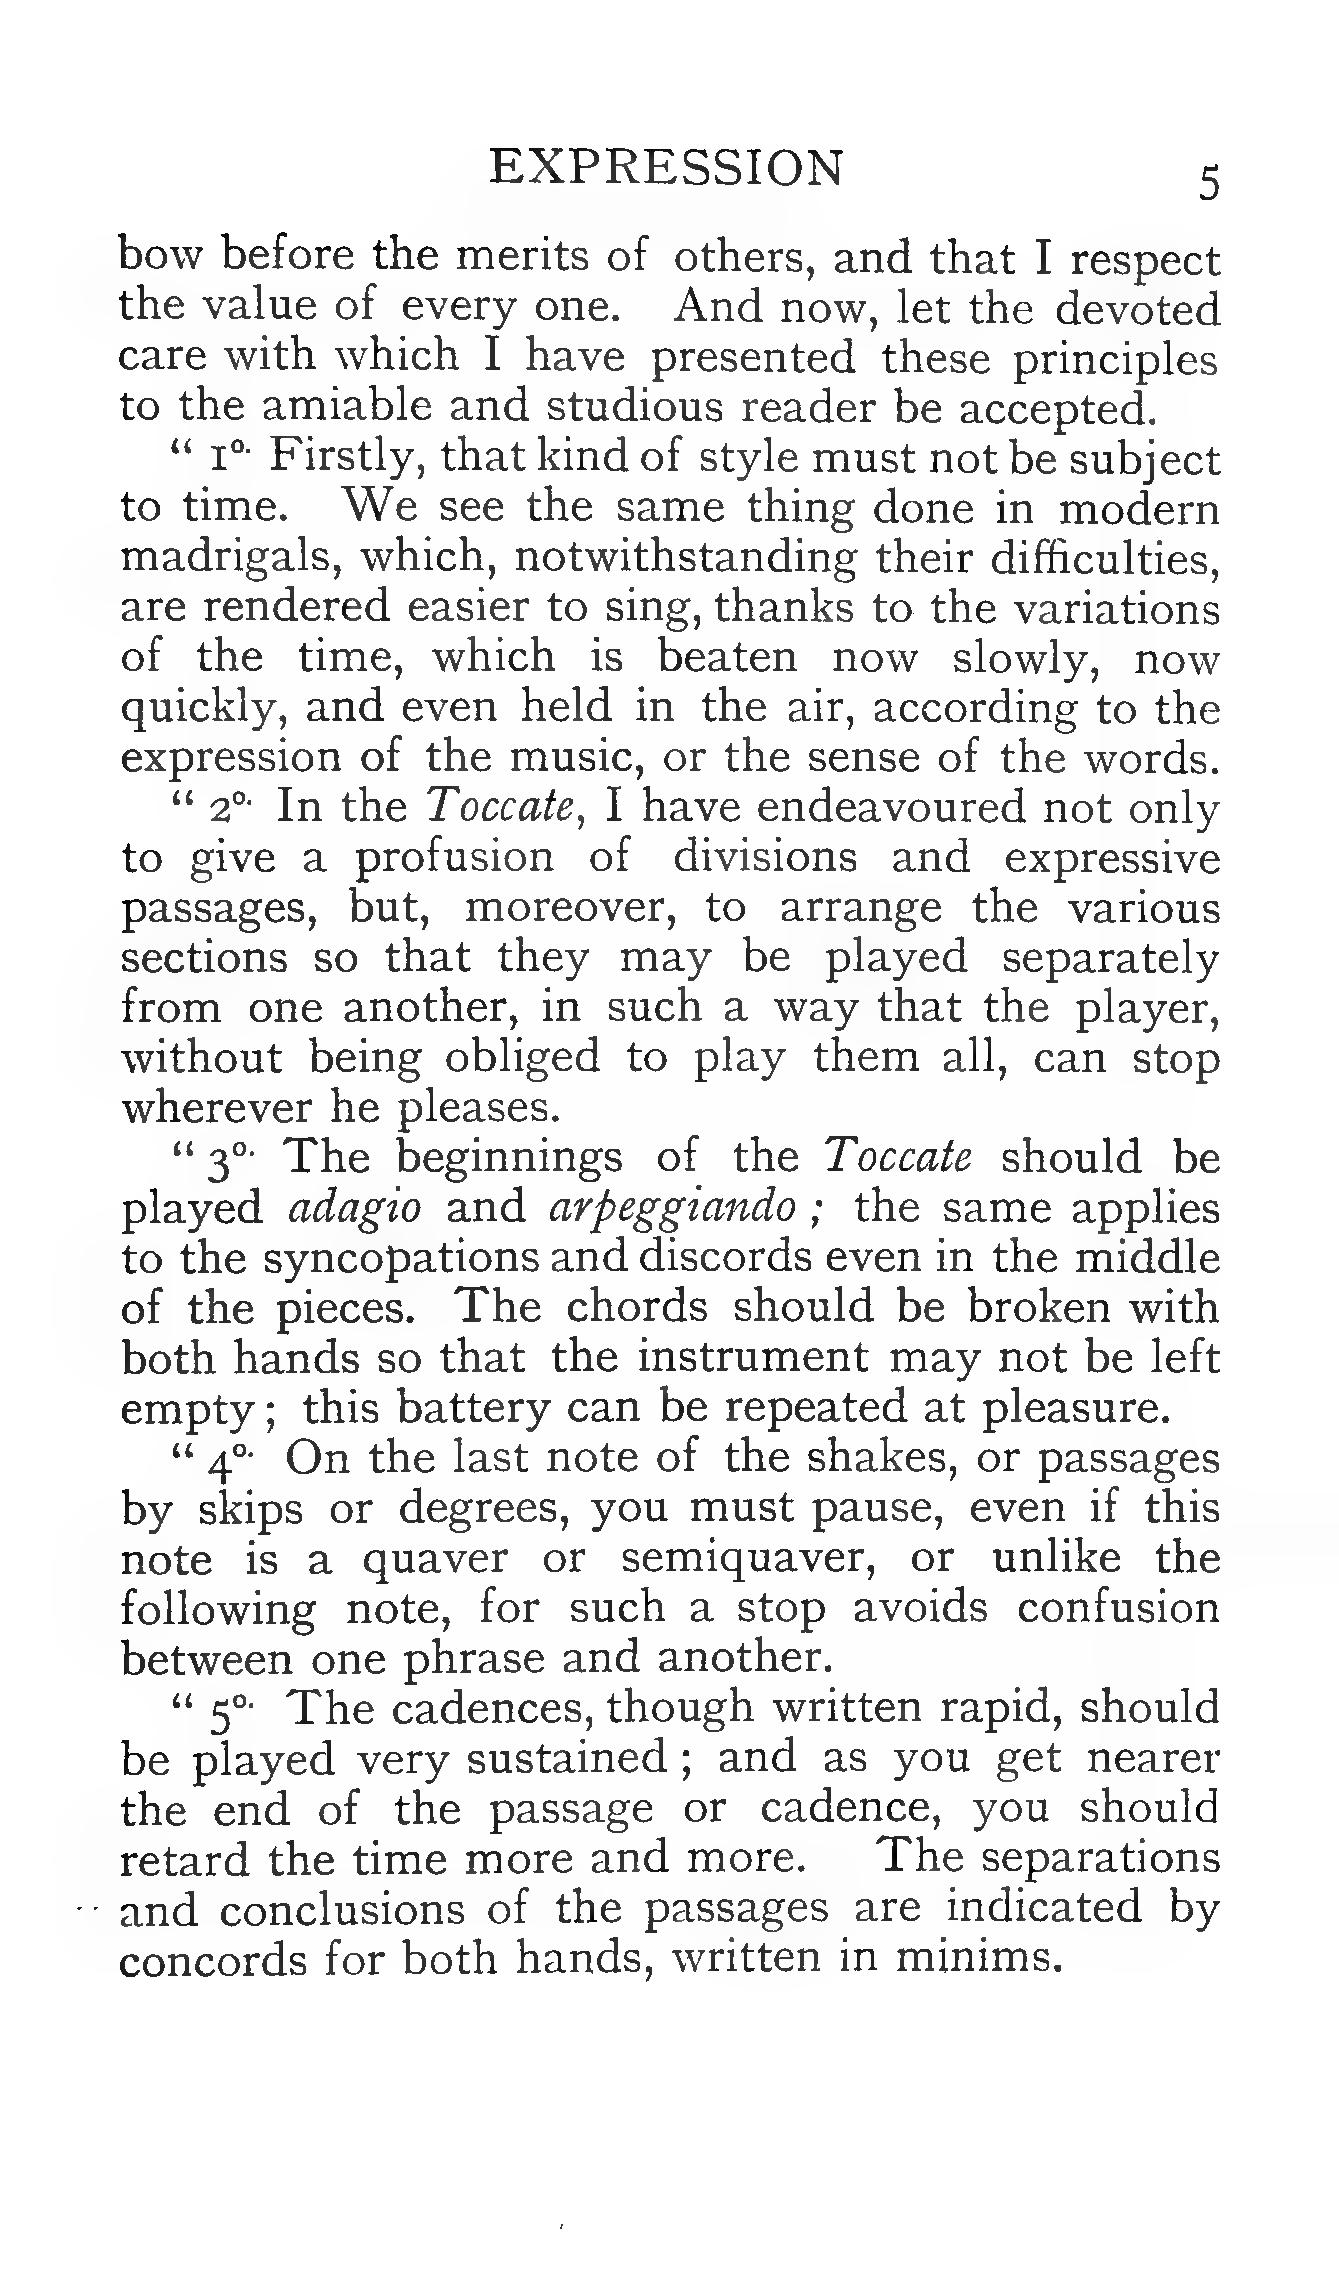 EXPRESSION 5
bow before the merits of others, and that I respect
the value of every one. And now, let the devoted
care with which I have presented these principles
to the amiable and studious reader be accepted.
“ 1º. Firstly, that kind of style must not be subject
to time. We see the same thing done in modern
madrigals, which, notwithstanding their difficulties,
are rendered easier to sing, thanks to the variations
of the time, which is beaten now slowly, now
quickly, and even held in the air, according to the
expression of the music, or the sense of the words.
“ 2º. In the Toccate, I have endeavoured not only
to give a profusion of divisions and expressive
passages, but, moreover, to arrange the various
sections so that they may be played separately
from one another, in such a way that the player,
without being obliged to play them all, can stop
wherever he pleases.
“ 3º. The beginnings of the Toccate should be
played adagio and arpeggiando ; the same applies
to the syncopations and discords even in the middle
of the pieces. The chords should be broken with
both hands so that the instrument may not be left
empty ; this battery can be repeated at pleasure.
“ 4º. On the last note of the shakes, or passages
by skips or degrees, you must pause, even if this
note is a quaver or semiquaver, or unlike the
following note, for such a stop avoids confusion
between one phrase and another.
“ 5º. The cadences, though written rapid, should
be played very sustained ; and as you get nearer
the end of the passage or cadence, you should
retard the time more and more. The separations
and conclusions of the passages are indicated by
concords for both hands, written in minims.